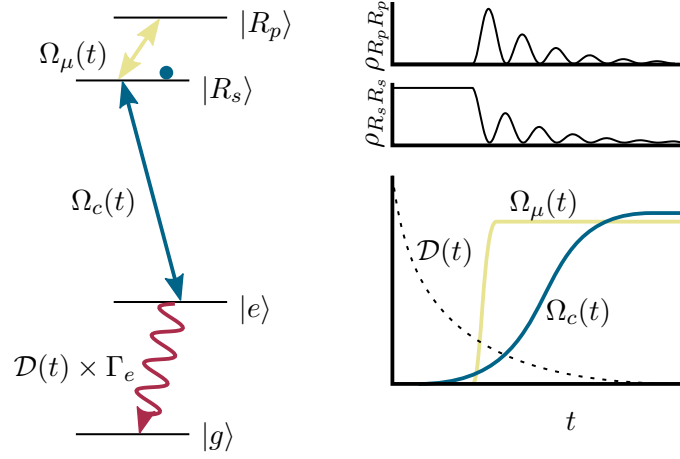 |R_p⟩
Ω_μ(t)
|R_s⟩
Ω_c(t)
|e⟩
𝒟(t) × Γ_e
|g⟩
ρ_{R_p R_p}
ρ_{R_s R_s}
Ω_μ(t)
𝒟(t)
Ω_c(t)
t